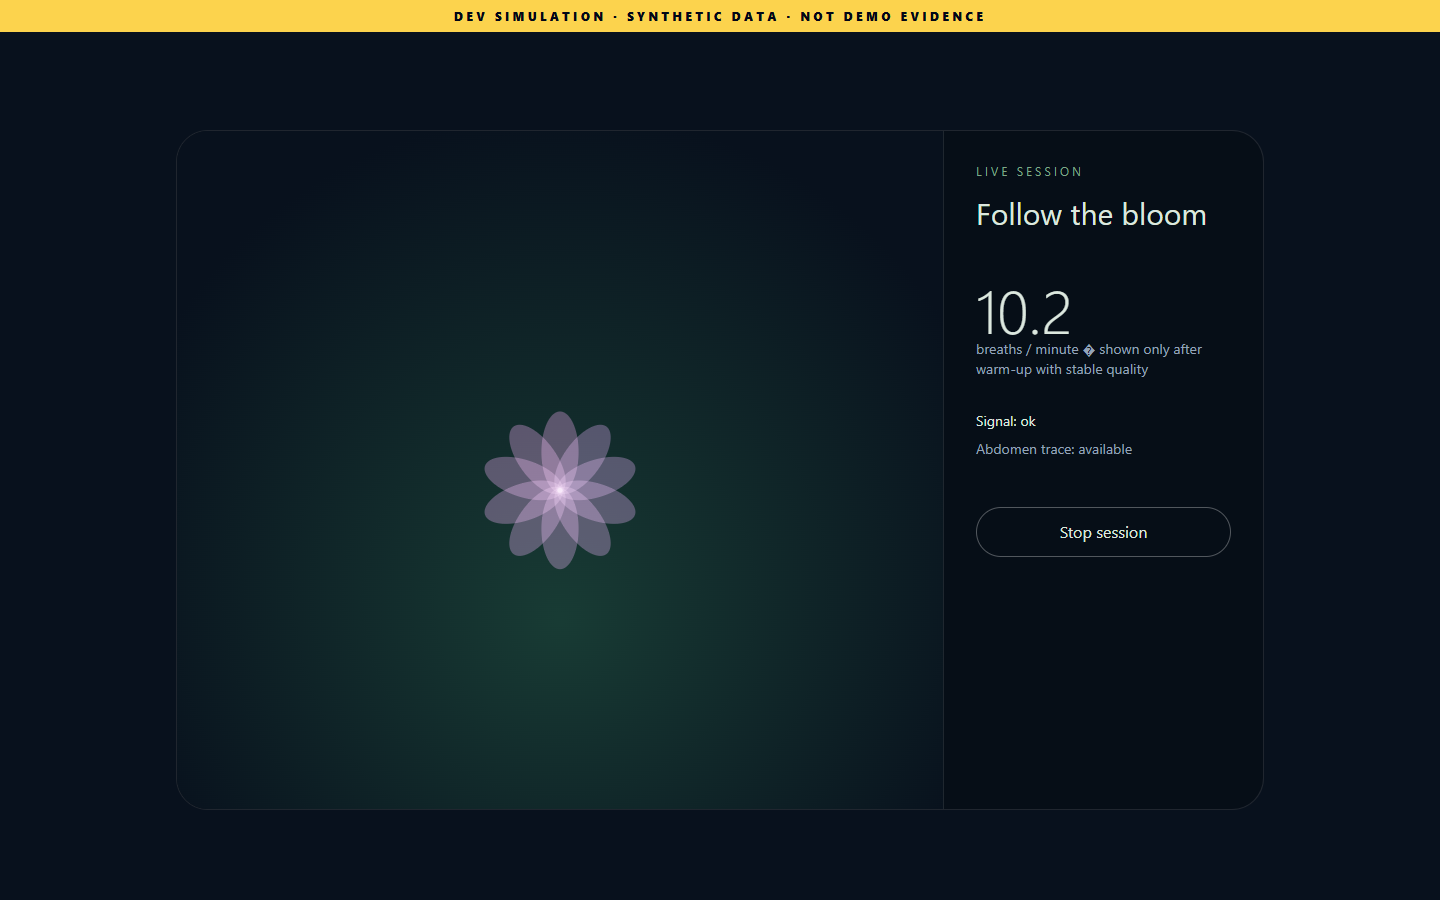 DEV SIMULATION · SYNTHETIC DATA · NOT DEMO EVIDENCE
LIVE SESSION
Follow the bloom
10.2
breaths / minute � shown only after
warm-up with stable quality
Signal: ok
Abdomen trace: available
Stop session